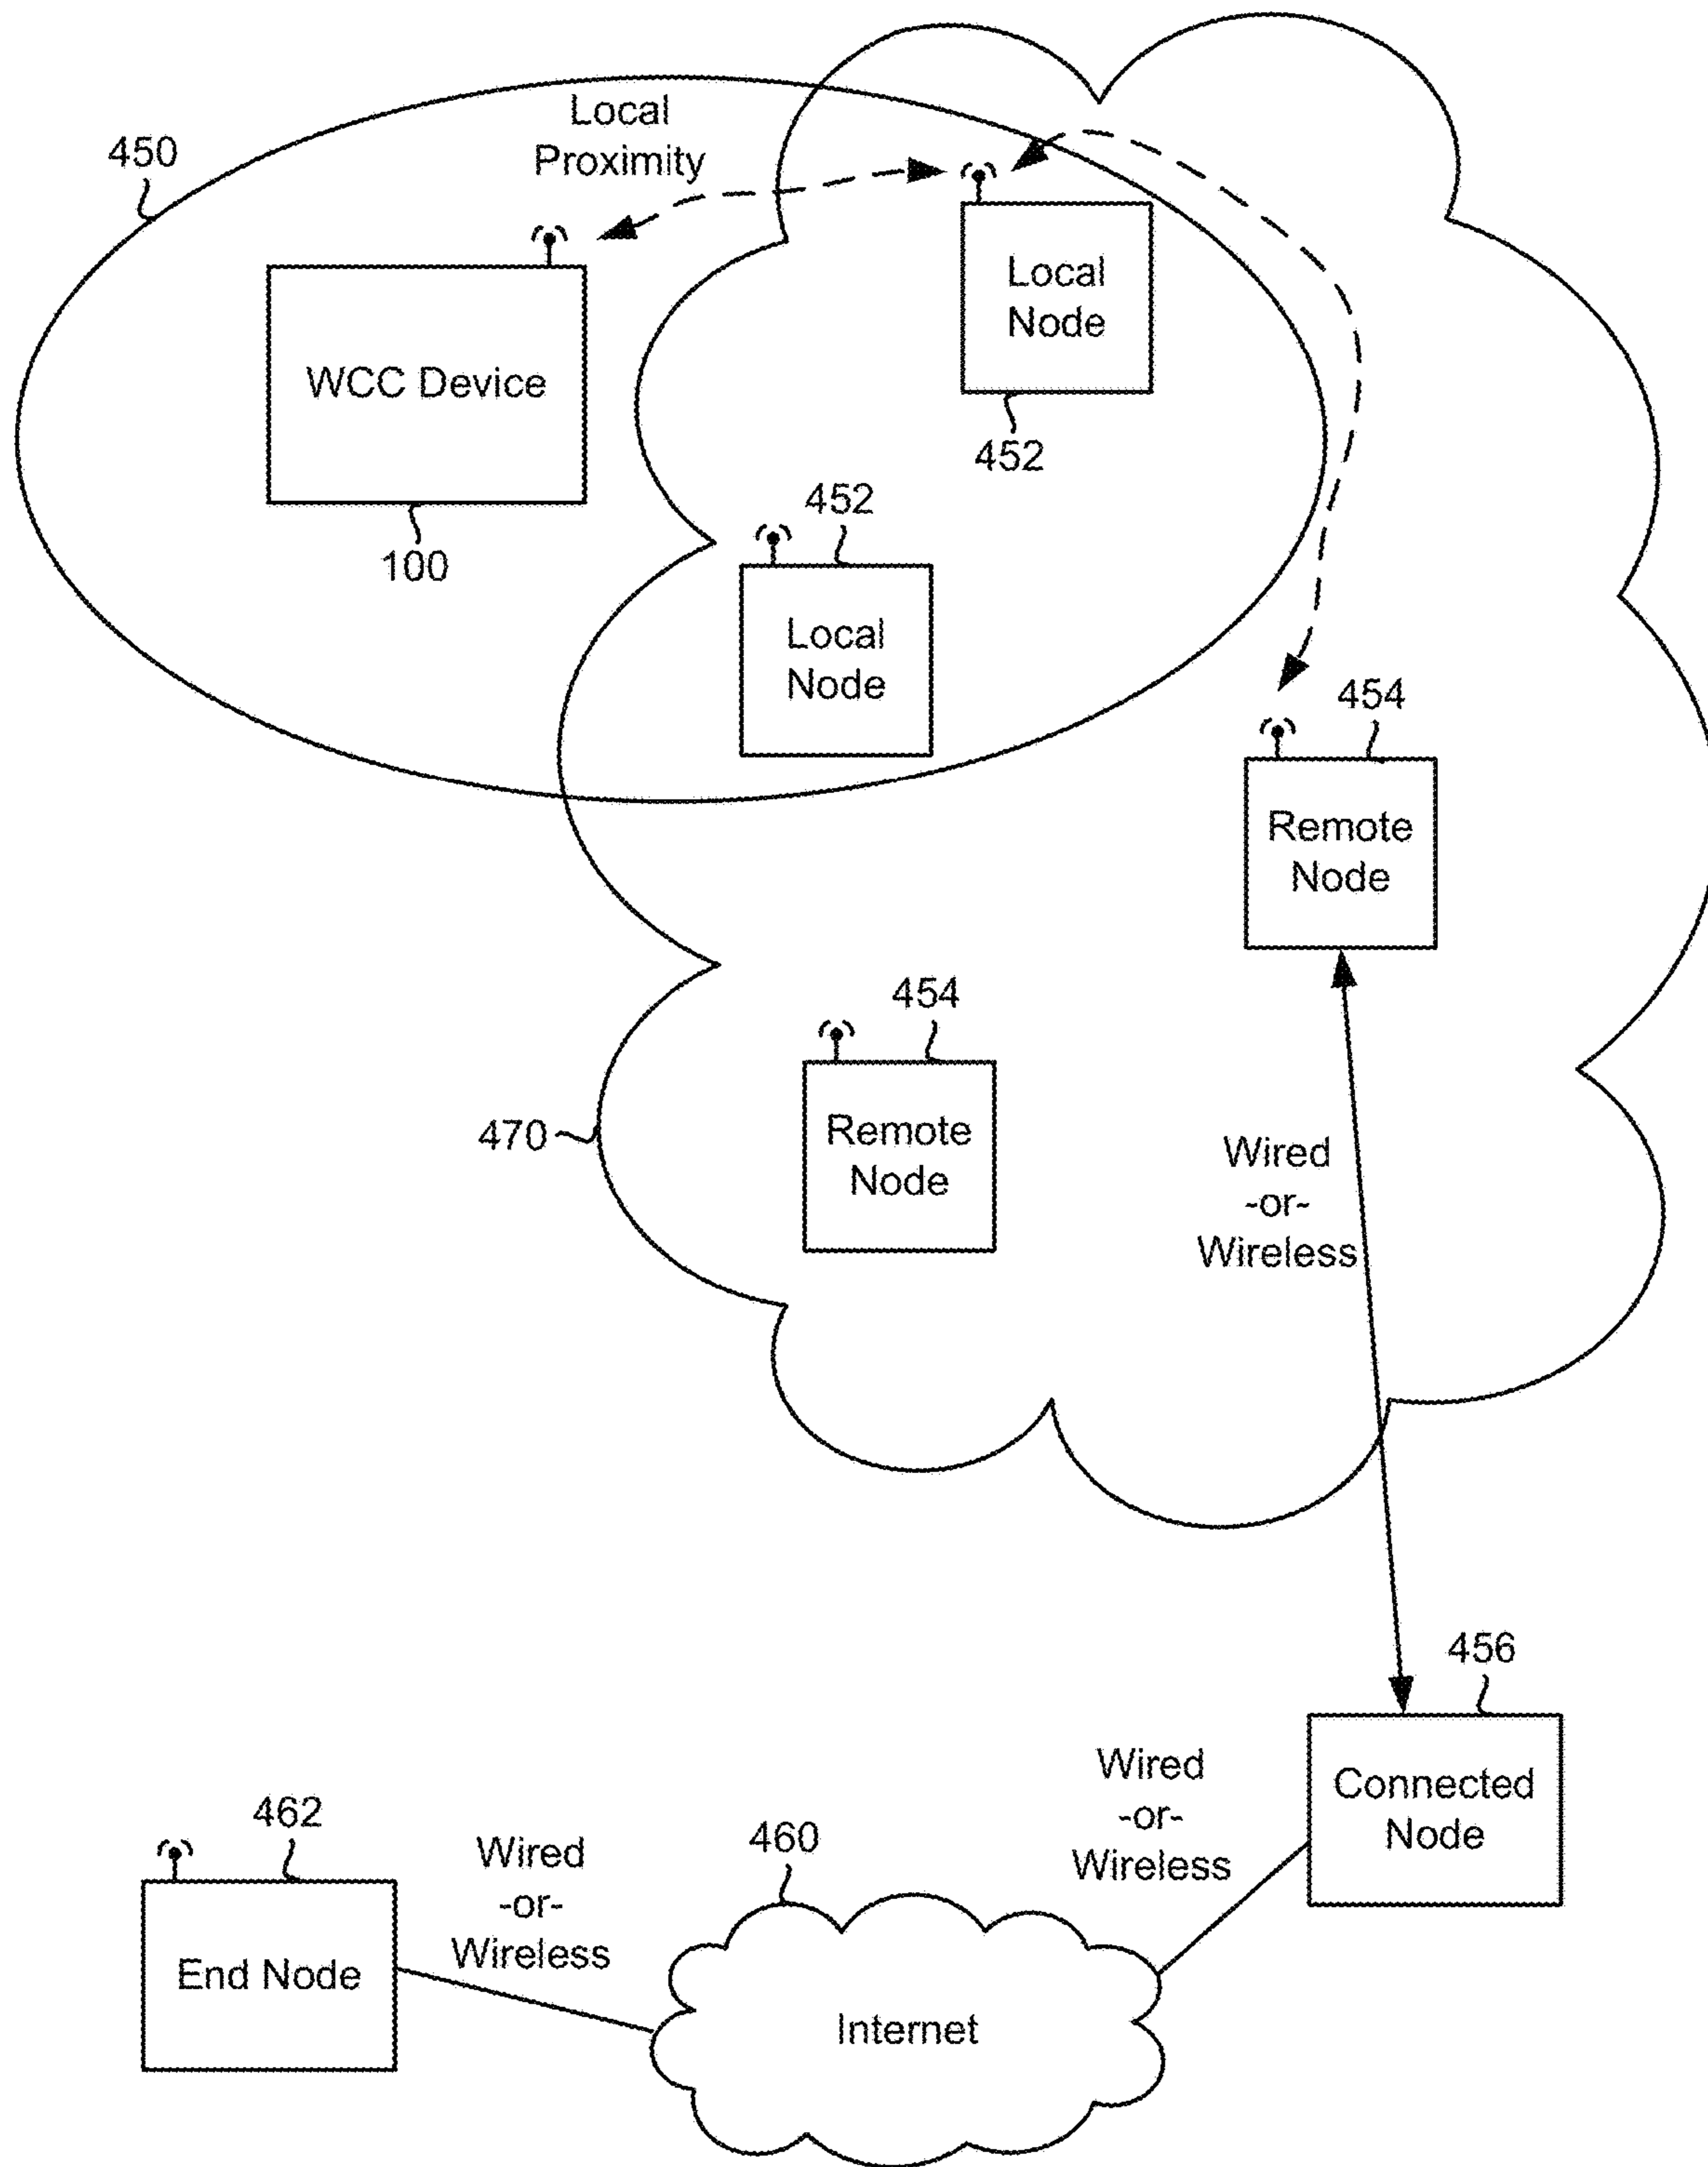 Local
Proximity
450
WCC Device
100
Local
Node
452
452
Local
Node
454
Remote
Node
454
Remote
Node
470
Wired
-or-
Wireless
456
Connected
Node
Wired
-or-
Wireless
460
Internet
Wired
-or-
Wireless
462
End Node